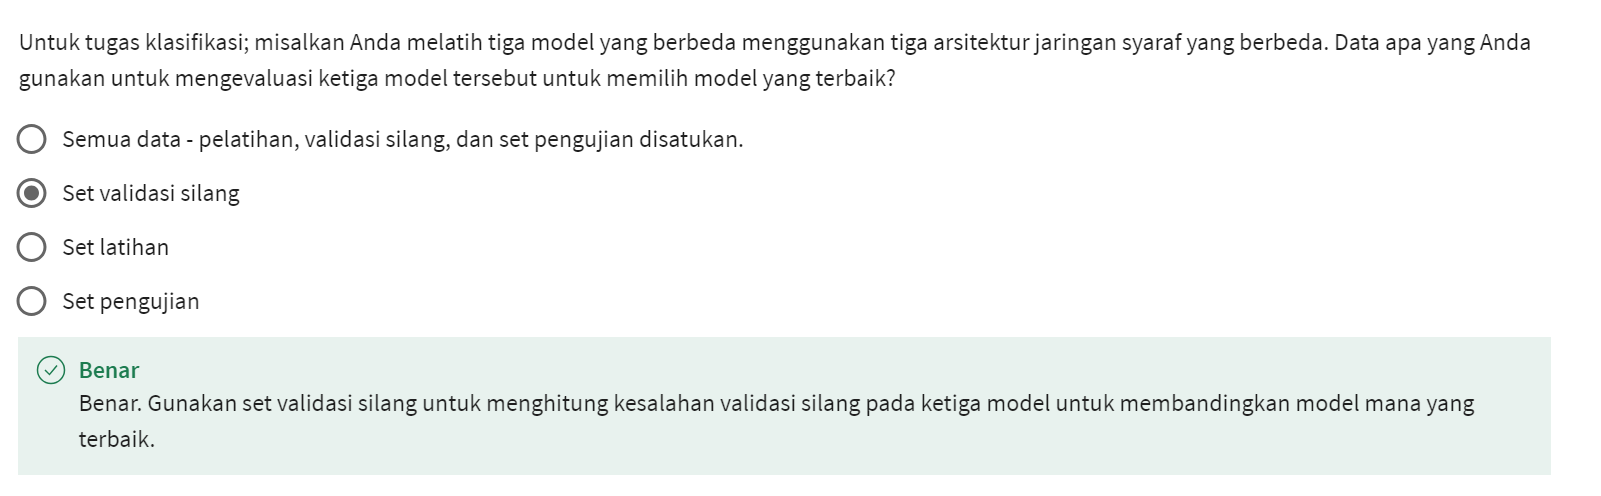 Untuk tugas klasifikasi; misalkan Anda melatih tiga model yang berbeda menggunakan tiga arsitektur jaringan syaraf yang berbeda. Data apa yang Anda
gunakan untuk mengevaluasi ketiga model tersebut untuk memilih model yang terbaik?
Semua data - pelatihan, validasi silang, dan set pengujian disatukan.
Set validasi silang
Set latihan
Set pengujian
Benar
Benar. Gunakan set validasi silang untuk menghitung kesalahan validasi silang pada ketiga model untuk membandingkan model mana yang
terbaik.